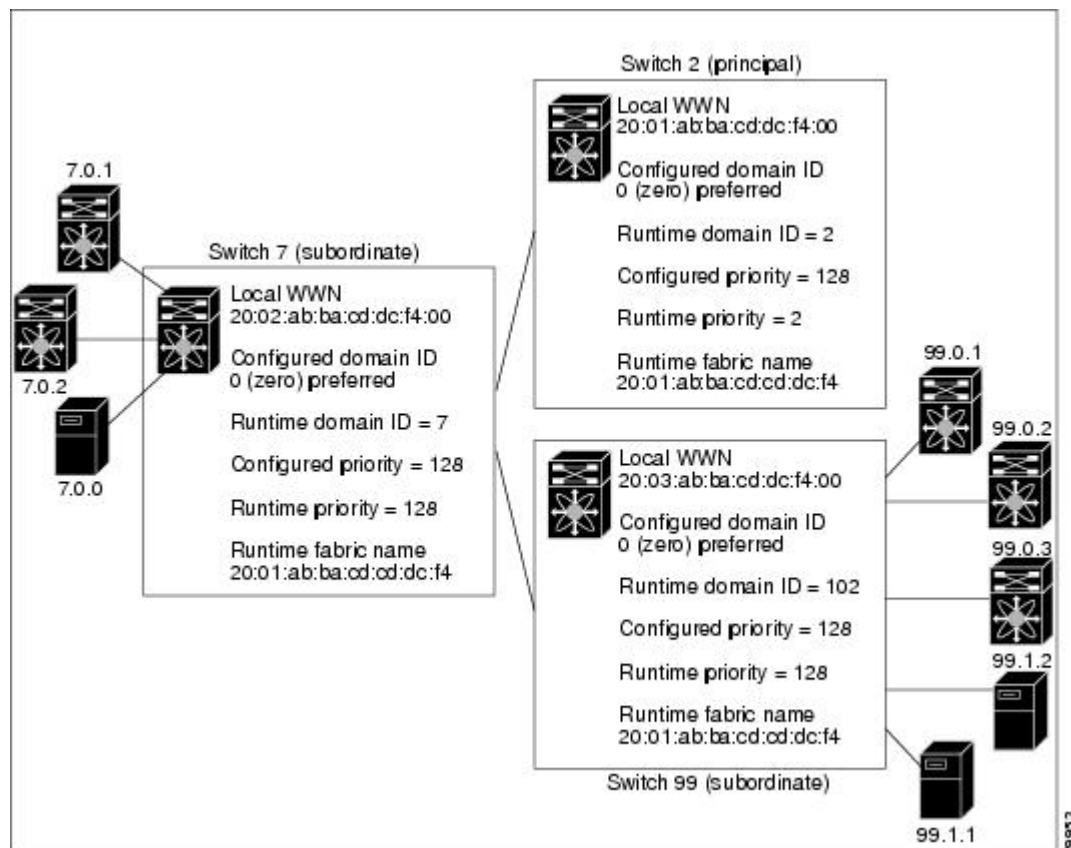 Switch 2 (principal)
Local WWN
20:01:ab:ba:cd:dc:f4:00
Configured domain ID
0 (zero) preferred
Runtime domain ID = 2
Configured priority = 128
Runtime priority = 2
Runtime fabric name
20:01:ab:ba:cd:cd:dc:f4
7.0.1
7.0.2
7.0.0
Switch 7 (subordinate)
Local WWN
20:02:ab:ba:cd:dc:f4:00
Configured domain ID
0 (zero) preferred
Runtime domain ID = 7
Configured priority = 128
Runtime priority = 128
Runtime fabric name
20:01:ab:ba:cd:cd:dc:f4
Local WWN
20:03:ab:ba:cd:dc:f4:00
Configured domain ID
0 (zero) preferred
Runtime domain ID = 102
Configured priority = 128
Runtime priority = 128
Runtime fabric name
20:01:ab:ba:cd:cd:dc:f4
Switch 99 (subordinate)
99.0.1
99.0.2
99.0.3
99.1.2
99.1.1